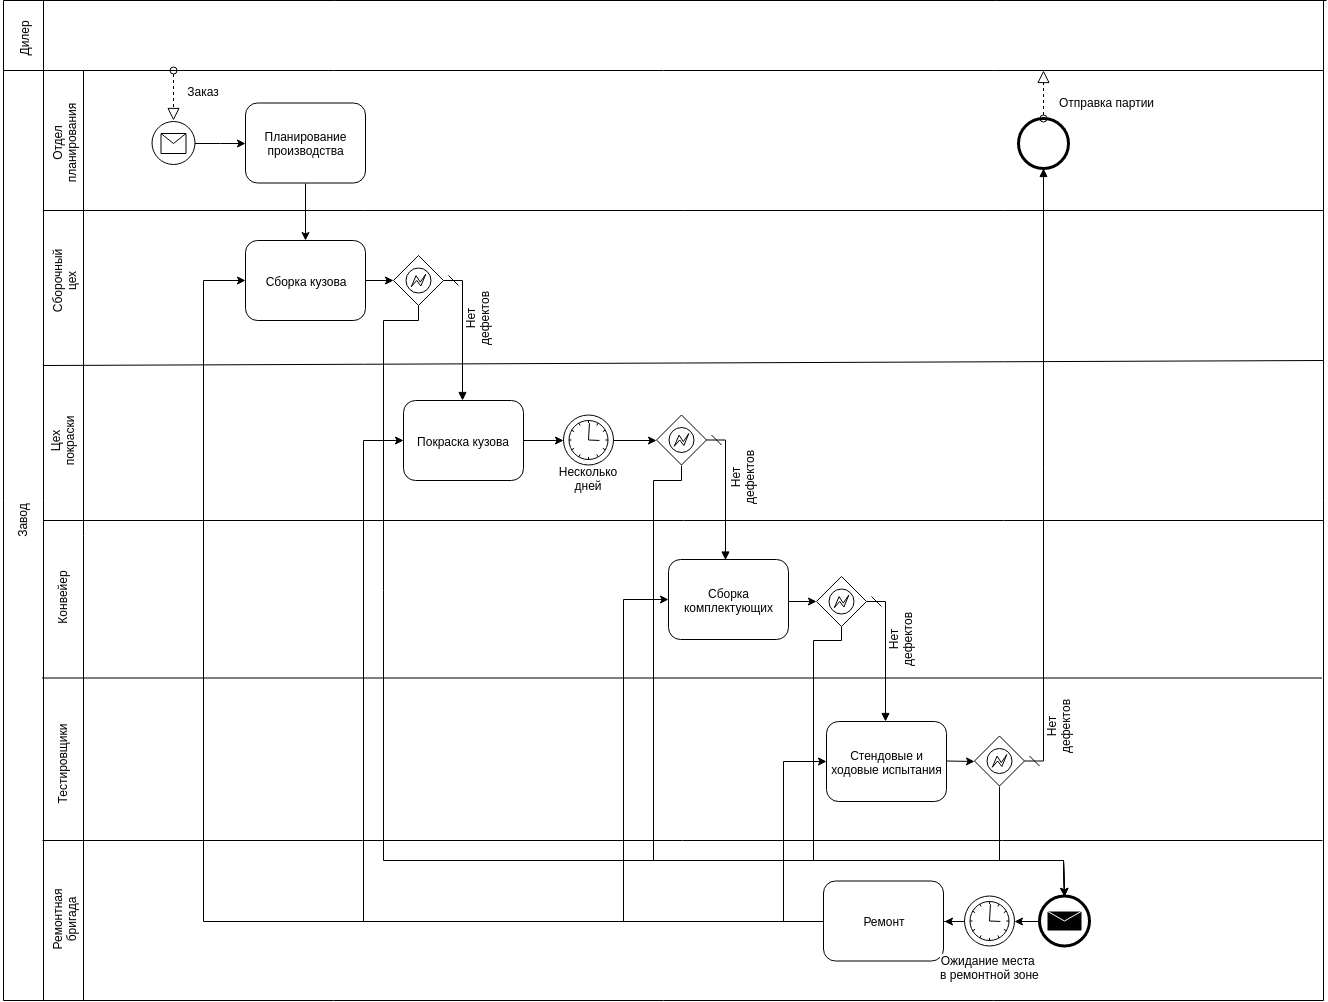 Дилер
Завод
Отдел
планирования
Заказ
Планирование
производства
Отправка партии
Сборочный
цех
Сборка кузова
Нет
дефектов
Цех
покраски
Покраска кузова
Несколько
дней
Нет
дефектов
Конвейер
Сборка
комплектующих
Нет
дефектов
Тестировщики
Стендовые и
ходовые испытания
Нет
дефектов
Ремонтная
бригада
Ремонт
Ожидание места
в ремонтной зоне